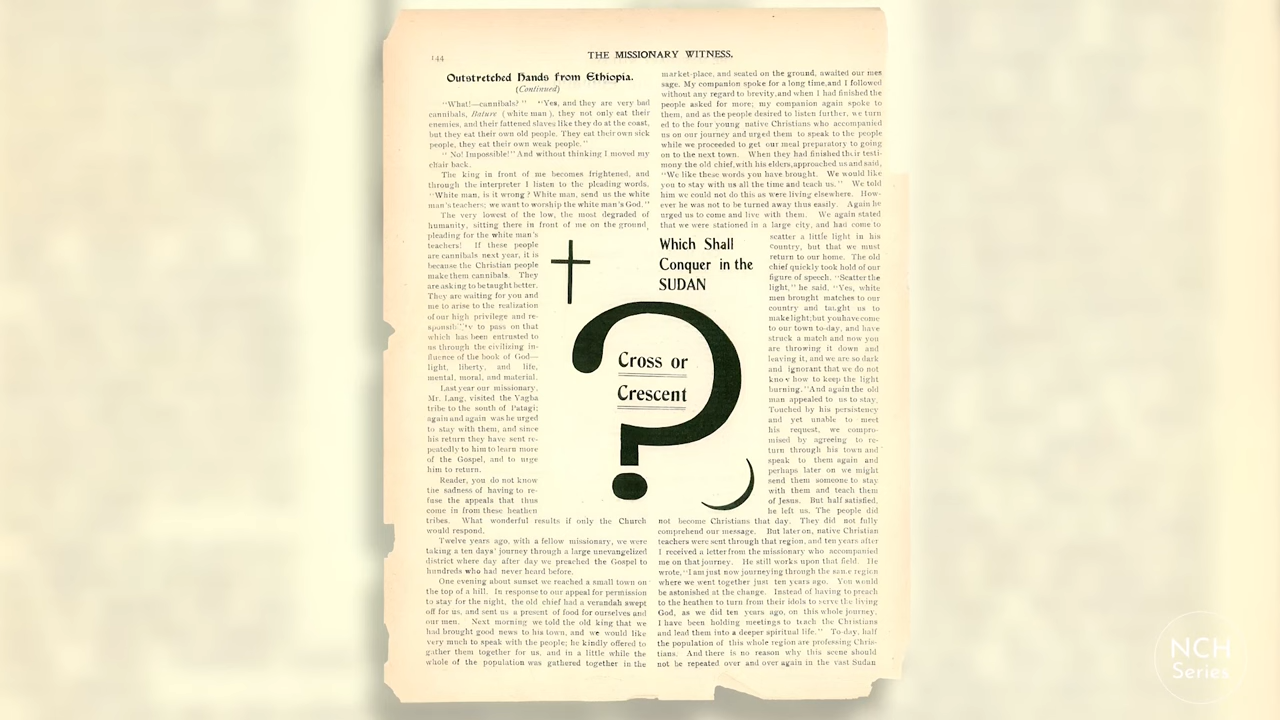 144
THE MISSIONARY WITNESS.
Outstretched Hands from Ethiopia.
(Continued)
"What!—cannibals?" "Yes, and they are very bad
cannibals, Bature (white man), they not only eat their
enemies, and their fattened slaves like they do at the coast,
but they eat their own old people. They eat their own sick
people, they eat their own weak people."
"No! Impossible!" And without thinking I moved my
chair back.
The king in front of me becomes frightened, and
through the interpreter I listen to the pleading words,
"White man, is it wrong? White man, send us the white
man's teachers; we want to worship the white man's God."
The very lowest of the low, the most degraded of
humanity, sitting there in front of me on the ground,
pleading for the white man's
teachers! If these people
are cannibals next year, it is
because the Christian people
make them cannibals. They
are asking to be taught better.
They are waiting for you and
me to arise to the realization
of our high privilege and re-
to pass on that
which has been entrusted to
us through the civilizing in-
fluence of the book of God—
light, liberty, and life,
mental, moral, and material.
Last year our missionary,
Mr. Lang, visited the Yagba
tribe to the south of Patagi;
again and again was he urged
to stay with them, and since
his return they have sent re-
peatedly to him to learn more
of the Gospel, and to urge
him to return.
Reader, you do not know
the sadness of having to re-
fuse the appeals that thus
come in from these heathen
tribes. What wonderful results if only the Church
would respond.
Twelve years ago, with a fellow missionary, we were
taking a ten days' journey through a large unevangelized
district where day after day we preached the Gospel to
hundreds who had never heard before.
One evening about sunset we reached a small town on
the top of a hill. In response to our appeal for permission
to stay for the night, the old chief had a verandah swept
off for us, and sent us a present of food for ourselves and
our men. Next morning we told the old king that we
had brought good news to his town, and we would like
very much to speak with the people; he kindly offered to
gather them together for us, and in a little while the
whole of the population was gathered together in the
market-place, and seated on the ground, awaited our mes
sage. My companion spoke for a long time,and I followed
without any regard to brevity,and when I had finished the
people asked for more; my companion again spoke to
them, and as the people desired to listen further, we turn
ed to the four young native Christians who accompanied
us on our journey and urged them to speak to the people
while we proceeded to get our meal preparatory to going
on to the next town. When they had finished their testi-
mony the old chief, with his elders, approached us and said,
"We like these words you have brought. We would like
you to stay with us all the time and teach us." We told
him we could not do this as were living elsewhere. How-
ever he was not to be turned away thus easily. Again he
urged us to come and live with them. We again stated
that we were stationed in a large city, and had come to
scatter a little light in his
country, but that we must
return to our home. The old
chief quickly took hold of our
figure of speech. "Scatter the
light," he said, "Yes, white
men brought matches to our
country and taught us to
make light; but you have come
to our town to-day, and have
struck a match and now you
are throwing it down and
leaving it, and we are so dark
and ignorant that we do not
know how to keep the light
burning." And again the old
man appealed to us to stay.
Touched by his persistency
and yet unable to meet
his request, we compro-
mised by agreeing to re-
turn through his town and
speak to them again and
perhaps later on we might
send them someone to stay
with them and teach them
of Jesus. But half satisfied,
he left us. The people did
not become Christians that day. They did not fully
comprehend our message. But later on, native Christian
teachers were sent through that region, and ten years after
I received a letter from the missionary who accompanied
me on that journey. He still works upon that field. He
wrote, "I am just now journeying through the same region
where we went together just ten years ago. You would
be astonished at the change. Instead of having to preach
to the heathen to turn from their idols to serve the living
God, as we did ten years ago, on this whole journey,
I have been holding meetings to teach the Christians
and lead them into a deeper spiritual life." To-day, half
the population of this whole region are professing Chris-
tians. And there is no reason why this scene should
not be repeated over and over again in the vast Sudan
Which Shall
Conquer in the
SUDAN
?
Cross or
Crescent
NCH
Series